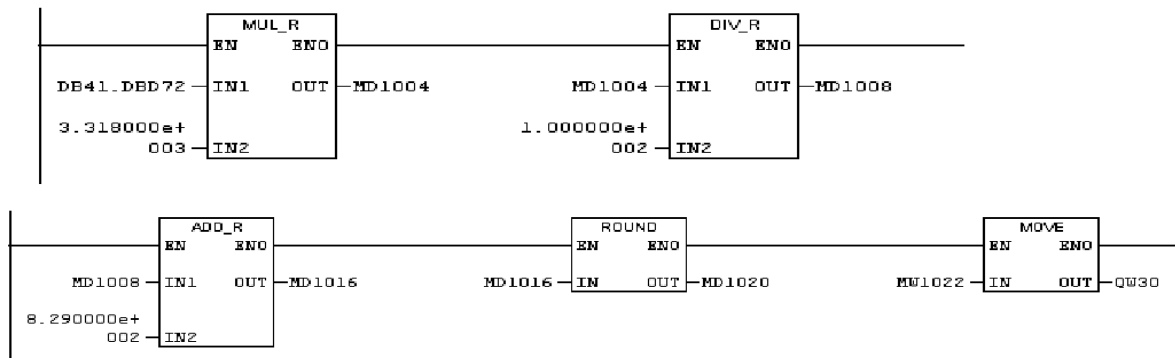 MUL_R
DIV_R
EN ENO
EN ENO
DB41.DBD72 IN1 OUT MD1004
MD1004 IN1 OUT MD1008
3.318000e+
003 IN2
1.000000e+
002 IN2
ADD_R
ROUND
MOVE
EN ENO
EN ENO
EN ENO
MD1008 IN1 OUT MD1016
MD1016 IN OUT MD1020
MW1022 IN OUT QW30
8.290000e+
002 IN2